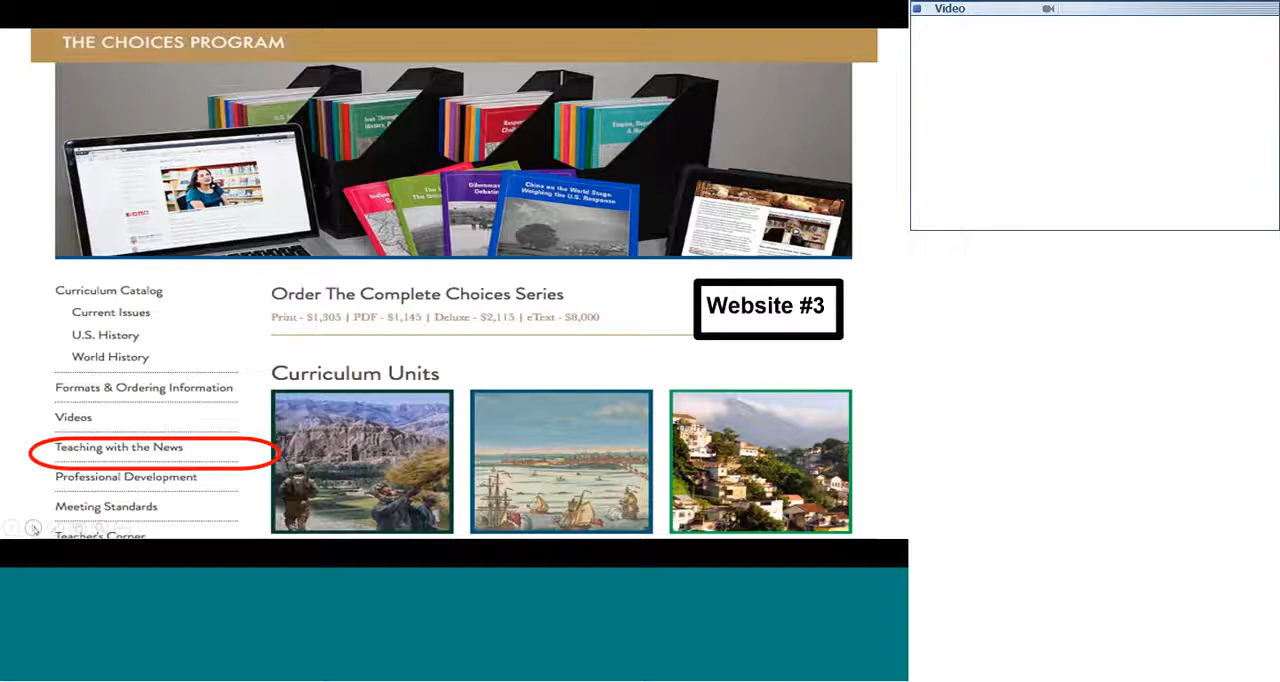 Video
THE CHOICES PROGRAM
China on the World Stage:
Weighing the U.S. Response
Curriculum Catalog
Current Issues
U.S. History
World History
Formats & Ordering Information
Videos
Teaching with the News
Professional Development
Meeting Standards
Teacher's Corner
Order The Complete Choices Series
Print - $1,305 | PDF - $1,145 | Deluxe - $2,115 | eText - $8,000
Website #3
Curriculum Units